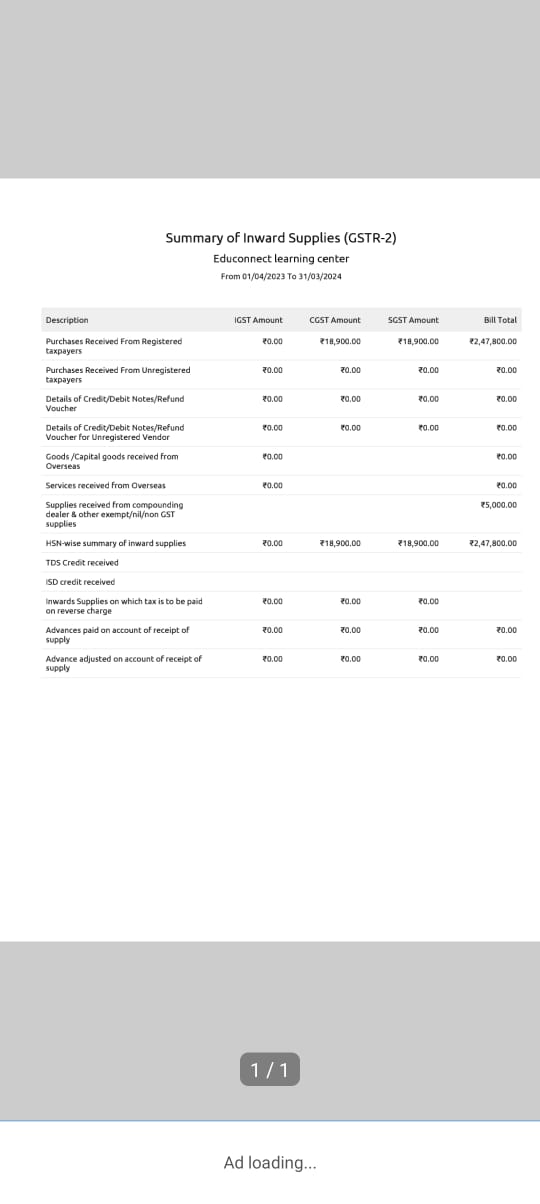 Summary of Inward Supplies (GSTR-2)
Educonnect learning center
From 01/04/2023 To 31/03/2024
Description IGST Amount CGST Amount SGST Amount Bill Total
Purchases Received From Registered
taxpayers ₹0.00 ₹18,900.00 ₹18,900.00 ₹2,47,800.00
Purchases Received From Unregistered
taxpayers ₹0.00 ₹0.00 ₹0.00 ₹0.00
Details of Credit/Debit Notes/Refund
Voucher ₹0.00 ₹0.00 ₹0.00 ₹0.00
Details of Credit/Debit Notes/Refund
Voucher for Unregistered Vendor ₹0.00 ₹0.00 ₹0.00 ₹0.00
Goods /Capital goods received from
Overseas ₹0.00 ₹0.00
Services received from Overseas ₹0.00 ₹0.00
Supplies received from compounding
dealer & other exempt/nil/non GST
supplies ₹5,000.00
HSN-wise summary of inward supplies ₹0.00 ₹18,900.00 ₹18,900.00 ₹2,47,800.00
TDS Credit received
ISD credit received
Inwards Supplies on which tax is to be paid
on reverse charge ₹0.00 ₹0.00 ₹0.00
Advances paid on account of receipt of
supply ₹0.00 ₹0.00 ₹0.00 ₹0.00
Advance adjusted on account of receipt of
supply ₹0.00 ₹0.00 ₹0.00 ₹0.00
1 / 1
Ad loading...